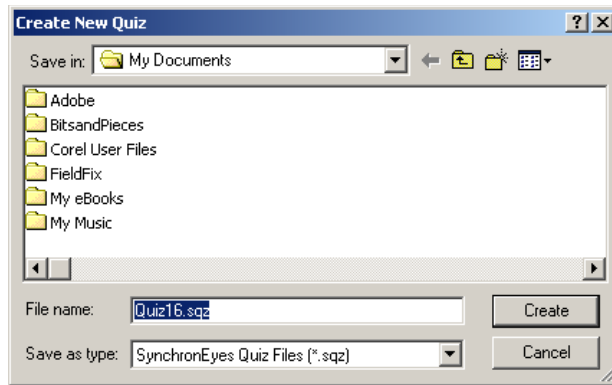 Create New Quiz
Save in: My Documents
Adobe
BitsandPieces
Corel User Files
FieldFix
My eBooks
My Music
File name: Quiz16.sqz Create
Save as type: SynchronEyes Quiz Files (*.sqz) Cancel